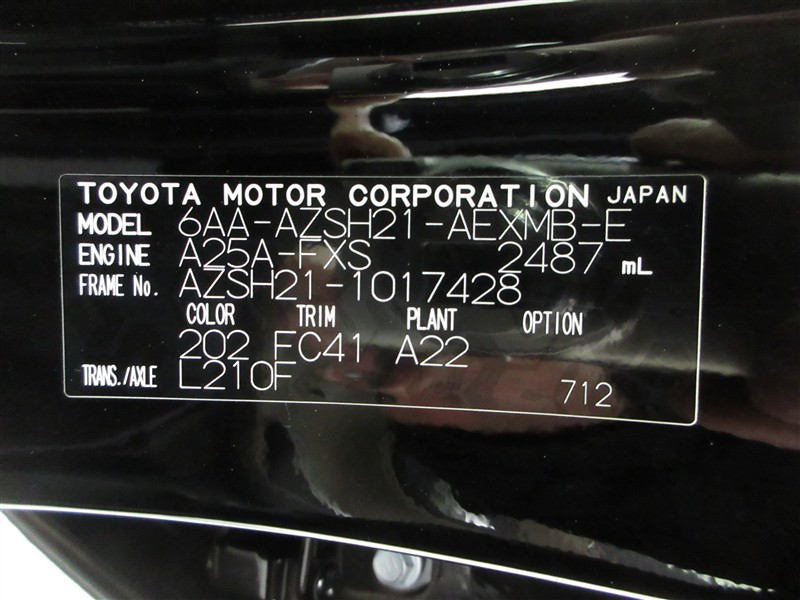 TOYOTA MOTOR CORPORATION JAPAN
MODEL 6AA-AZSH21-AEXMB-E
ENGINE A25A-FXS 2487 mL
FRAME No. AZSH21-1017428
COLOR TRIM PLANT OPTION
202 FC41 A22
TRANS./AXLE L210F
712